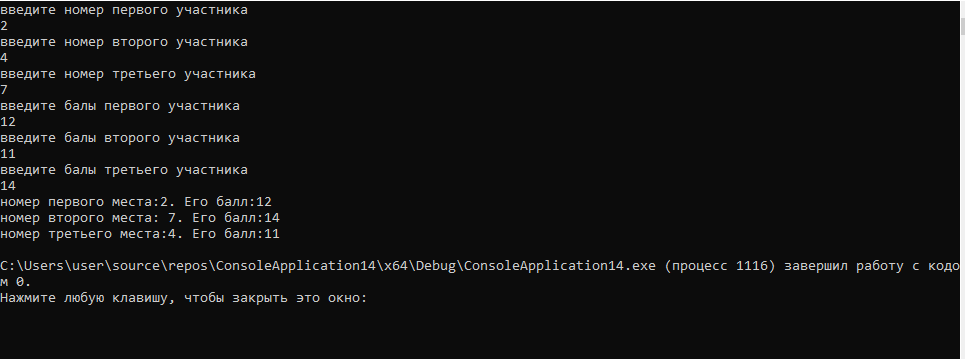 введите номер первого участника
2
введите номер второго участника
4
введите номер третьего участника
7
введите балы первого участника
12
введите балы второго участника
11
введите балы третьего участника
14
номер первого места:2. Его балл:12
номер второго места: 7. Его балл:14
номер третьего места:4. Его балл:11
C:\Users\user\source\repos\ConsoleApplication14\x64\Debug\ConsoleApplication14.exe (процесс 1116) завершил работу с кодо
м 0.
Нажмите любую клавишу, чтобы закрыть это окно: